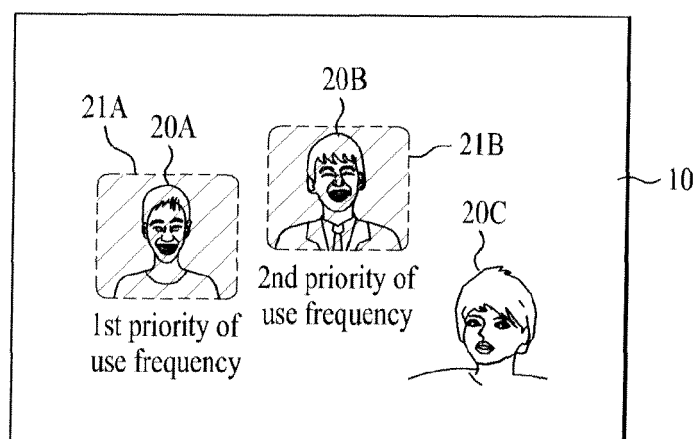 20B
21A
20A
21B
10
20C
2nd priority of
use frequency
1st priority of
use frequency